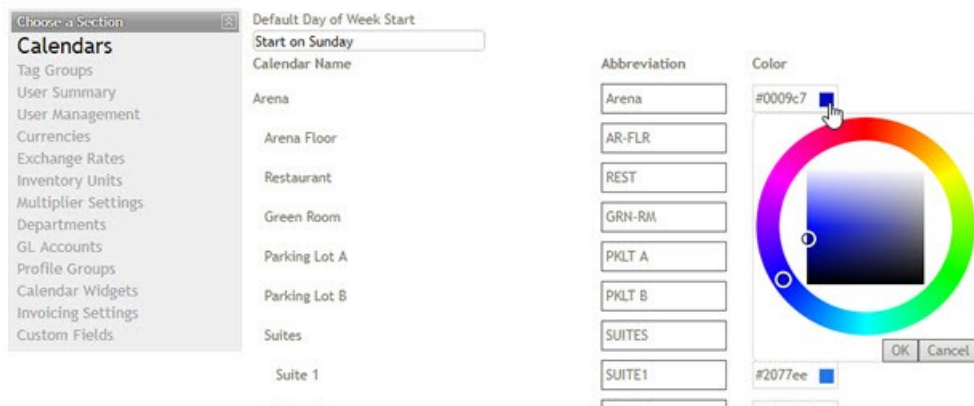 Choose a Section
Calendars
Tag Groups
User Summary
User Management
Currencies
Exchange Rates
Inventory Units
Multiplier Settings
Departments
GL Accounts
Profile Groups
Calendar Widgets
Invoicing Settings
Custom Fields
Default Day of Week Start
Start on Sunday
Calendar Name Abbreviation Color
Arena Arena #0009c7
Arena Floor AR-FLR
Restaurant REST
Green Room GRN-RM
Parking Lot A PKLT A
Parking Lot B PKLT B
Suites SUITES
OK Cancel
Suite 1 SUITE1 #2077ee